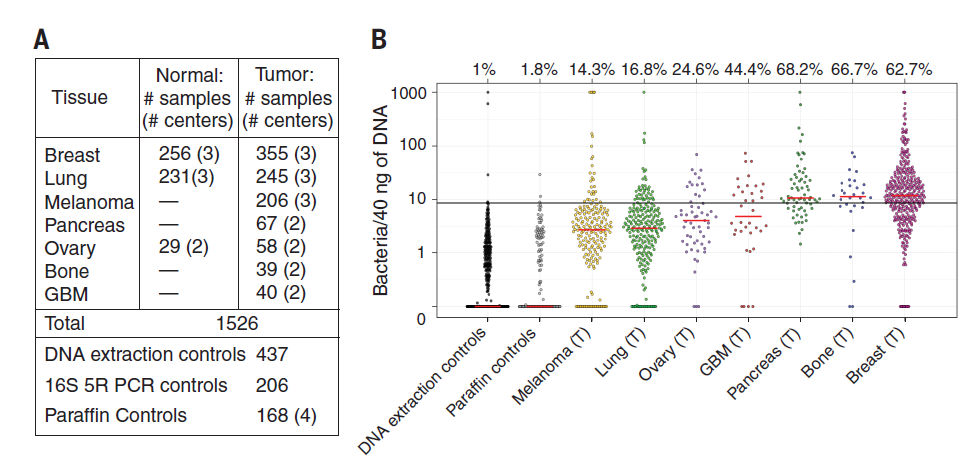 A
Tissue
Normal:
# samples
(# centers)
Tumor:
# samples
(# centers)
Breast 256 (3) 355 (3)
Lung 231(3) 245 (3)
Melanoma — 206 (3)
Pancreas — 67 (2)
Ovary 29 (2) 58 (2)
Bone — 39 (2)
GBM — 40 (2)
Total 1526
DNA extraction controls 437
16S 5R PCR controls 206
Paraffin Controls 168 (4)
B
1% 1.8% 14.3% 16.8% 24.6% 44.4% 68.2% 66.7% 62.7%
Bacteria/40 ng of DNA
1000
100
10
1
0
DNA extraction controls
Paraffin controls
Melanoma (T)
Lung (T)
Ovary (T)
GBM (T)
Pancreas (T)
Bone (T)
Breast (T)